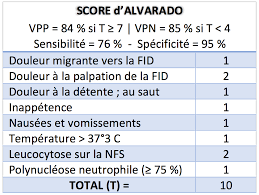 SCORE d’ALVARADO
VPP = 84 % si T ≥ 7 | VPN = 85 % si T < 4
Sensibilité = 76 % - Spécificité = 95 %
Douleur migrante vers la FID 1
Douleur à la palpation de la FID 2
Douleur à la détente ; au saut 1
Inappétence 1
Nausées et vomissements 1
Température > 37°3 C 1
Leucocytose sur la NFS 2
Polynucléose neutrophile (≥ 75 %) 1
TOTAL (T) = 10